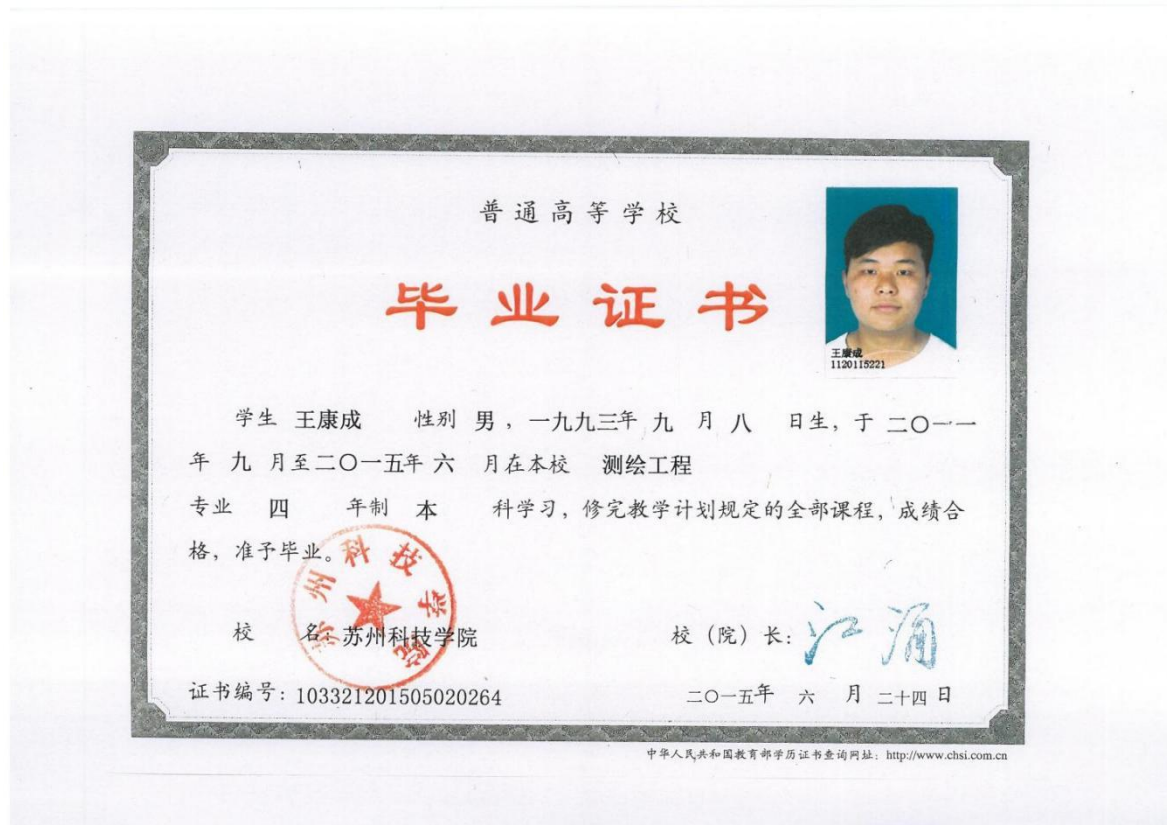 普通高等学校
毕业证书
王康成
1120115221
学生 王康成 性别 男，一九九三年 九 月 八 日生，于 二〇一一
年 九 月至二〇一五年 六 月在本校 测绘工程
专业 四 年制 本 科学习，修完教学计划规定的全部课程，成绩合
格，准予毕业。
苏州科技学院
校 名：苏州科技学院 校（院）长：江涌
证书编号：103321201505020264 二〇一五年 六 月 二十四 日
中华人民共和国教育部学历证书查询网址：http://www.chsi.com.cn